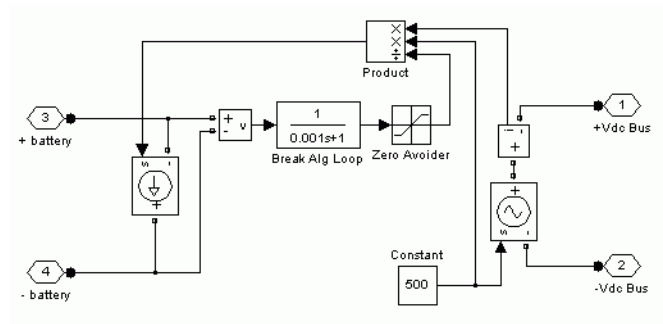 ×
×
÷
Product
3
+ battery
+
-
v
1
0.001s+1
Break Alg Loop
Zero Avoider
1
+Vdc Bus
i
-
+
s
-
+
+
s
-
4
- battery
Constant
500
2
-Vdc Bus